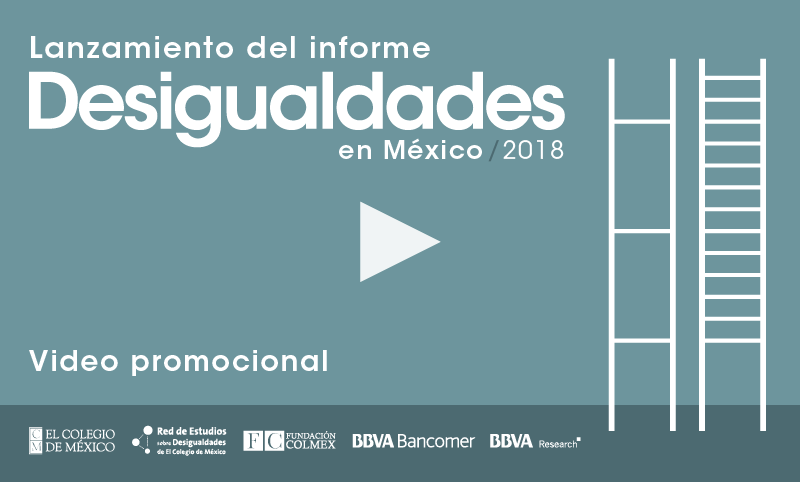 Lanzamiento del informe
Desigualdades
en México / 2018
Video promocional
CM
EL COLEGIO
DE MÉXICO
Red de Estudios
sobre Desigualdades
de El Colegio de México
FC
FUNDACIÓN
COLMEX
BBVA Bancomer
BBVA Research